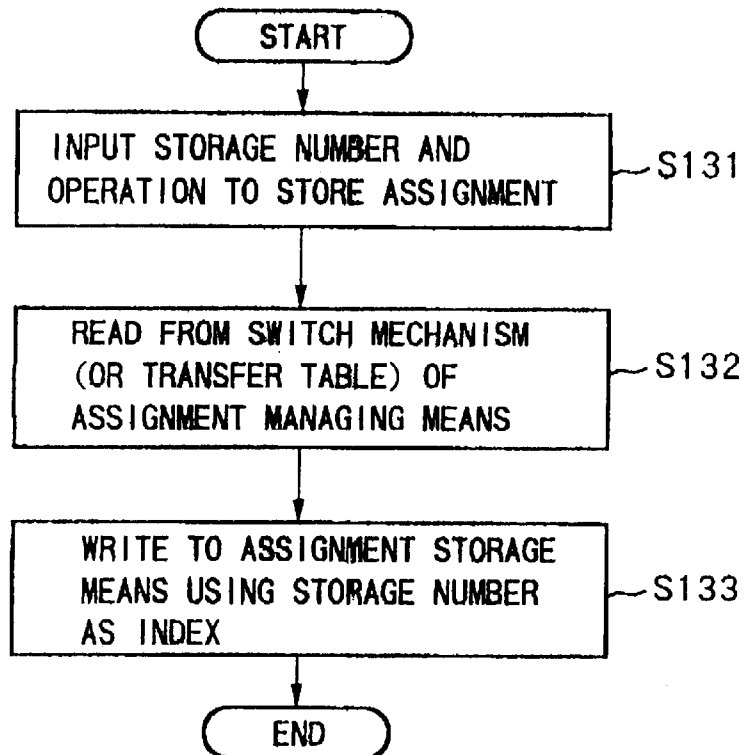 START
INPUT STORAGE NUMBER AND
OPERATION TO STORE ASSIGNMENT
S131
READ FROM SWITCH MECHANISM
(OR TRANSFER TABLE) OF
ASSIGNMENT MANAGING MEANS
S132
WRITE TO ASSIGNMENT STORAGE
MEANS USING STORAGE NUMBER
AS INDEX
S133
END